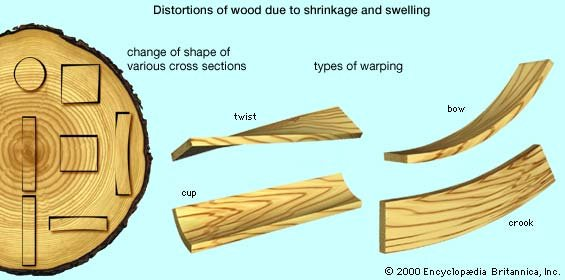 Distortions of wood due to shrinkage and swelling
change of shape of
various cross sections
types of warping
twist
bow
cup
crook
© 2000 Encyclopædia Britannica, Inc.